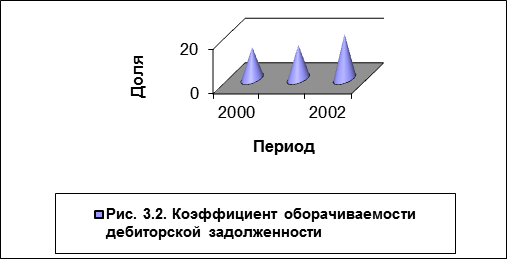 20
0
Доля
2000 2002
Период
Рис. 3.2. Коэффициент оборачиваемости
дебиторской задолженности